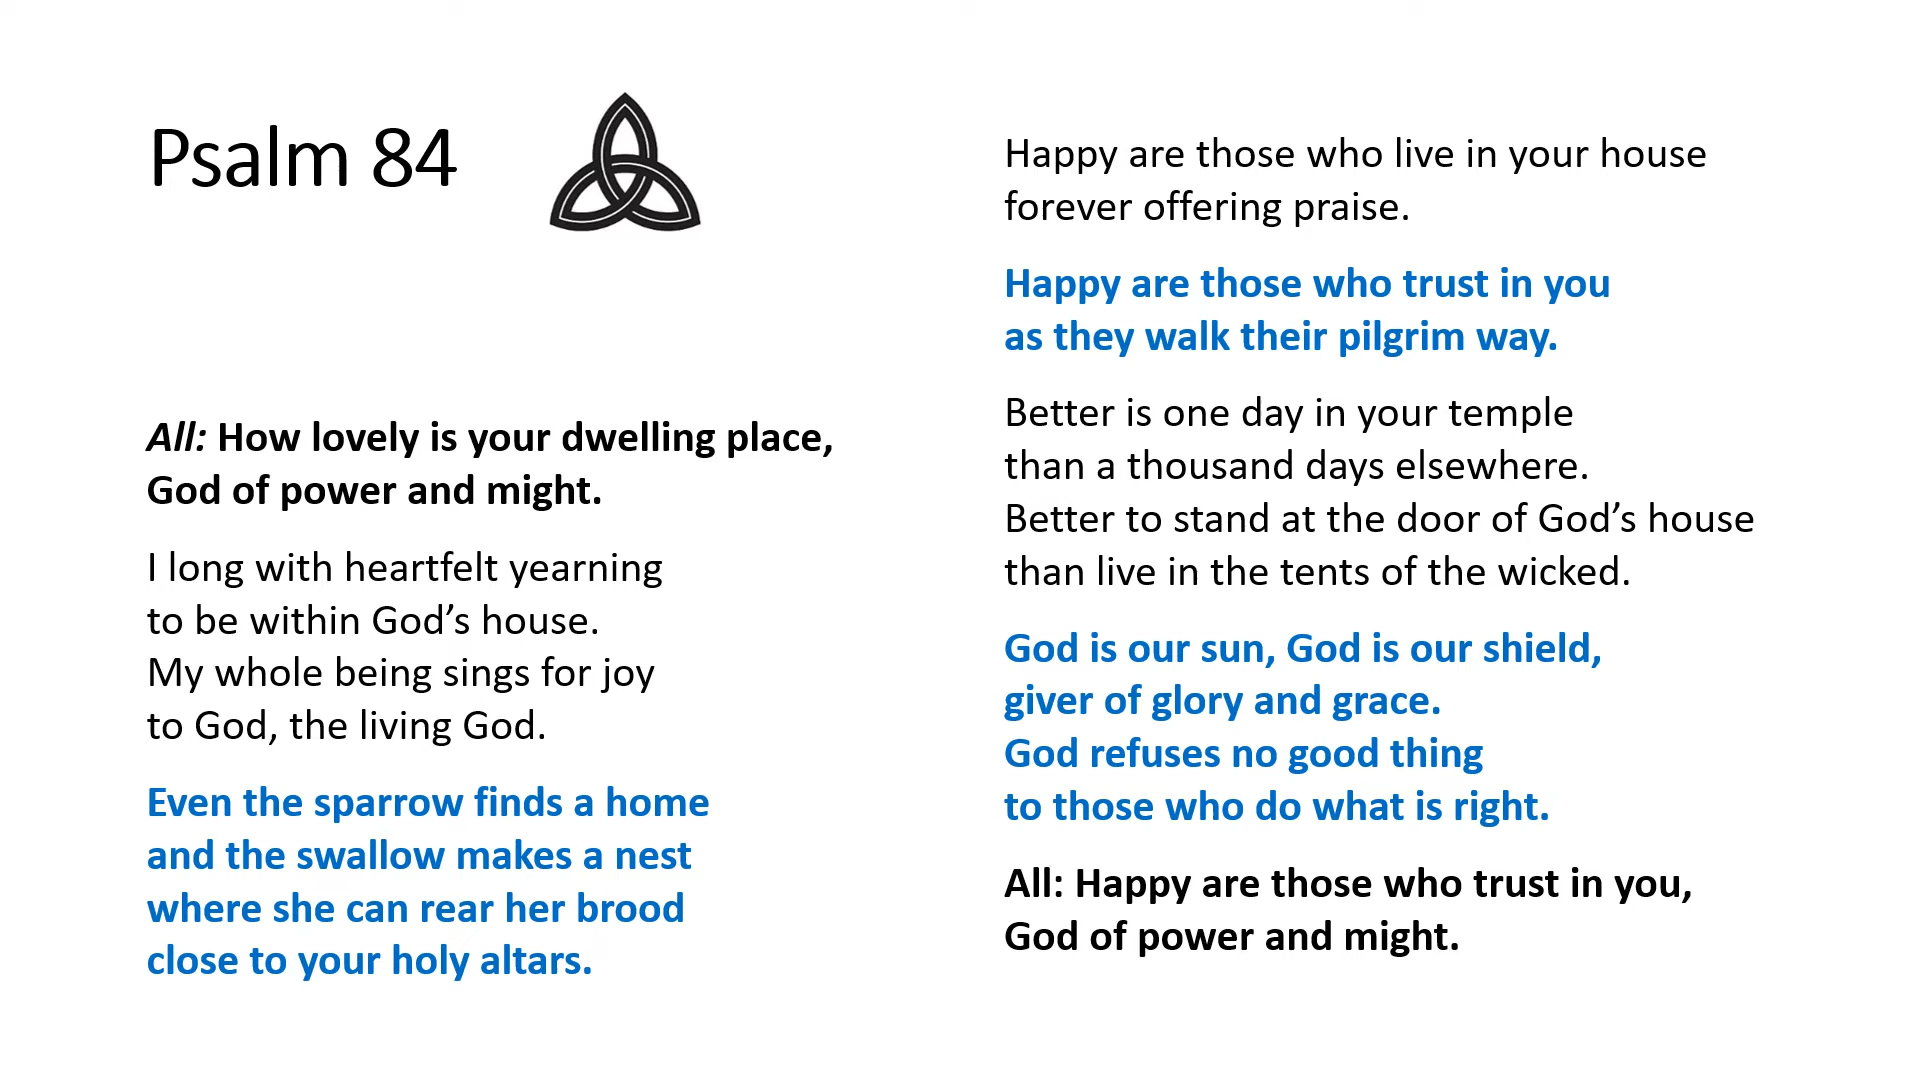 Psalm 84
All: How lovely is your dwelling place,
God of power and might.
I long with heartfelt yearning
to be within God’s house.
My whole being sings for joy
to God, the living God.
Even the sparrow finds a home
and the swallow makes a nest
where she can rear her brood
close to your holy altars.
Happy are those who live in your house
forever offering praise.
Happy are those who trust in you
as they walk their pilgrim way.
Better is one day in your temple
than a thousand days elsewhere.
Better to stand at the door of God’s house
than live in the tents of the wicked.
God is our sun, God is our shield,
giver of glory and grace.
God refuses no good thing
to those who do what is right.
All: Happy are those who trust in you,
God of power and might.